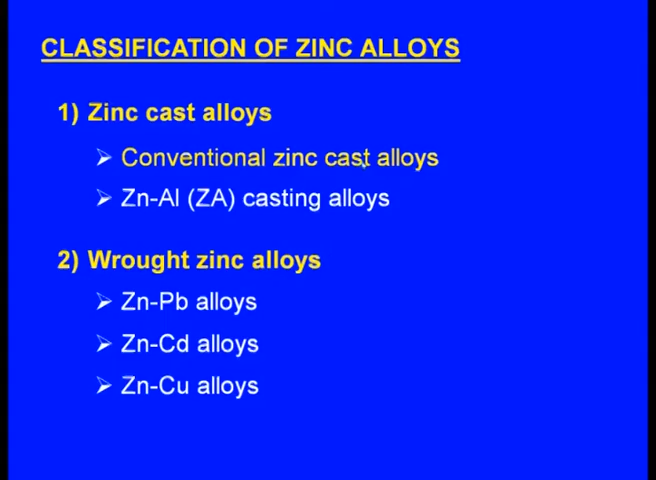 CLASSIFICATION OF ZINC ALLOYS
1) Zinc cast alloys
➢ Conventional zinc cast alloys
➢ Zn-Al (ZA) casting alloys
2) Wrought zinc alloys
➢ Zn-Pb alloys
➢ Zn-Cd alloys
➢ Zn-Cu alloys